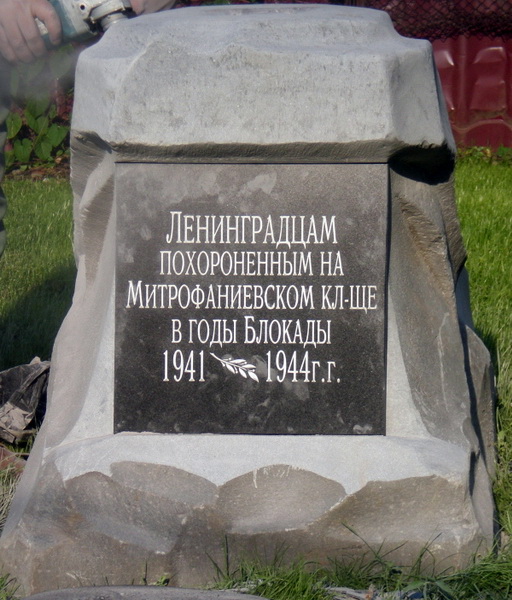 Ленинградцам
похороненным на
Митрофаниевском кл-ще
в годы Блокады
1941 1944г.г.